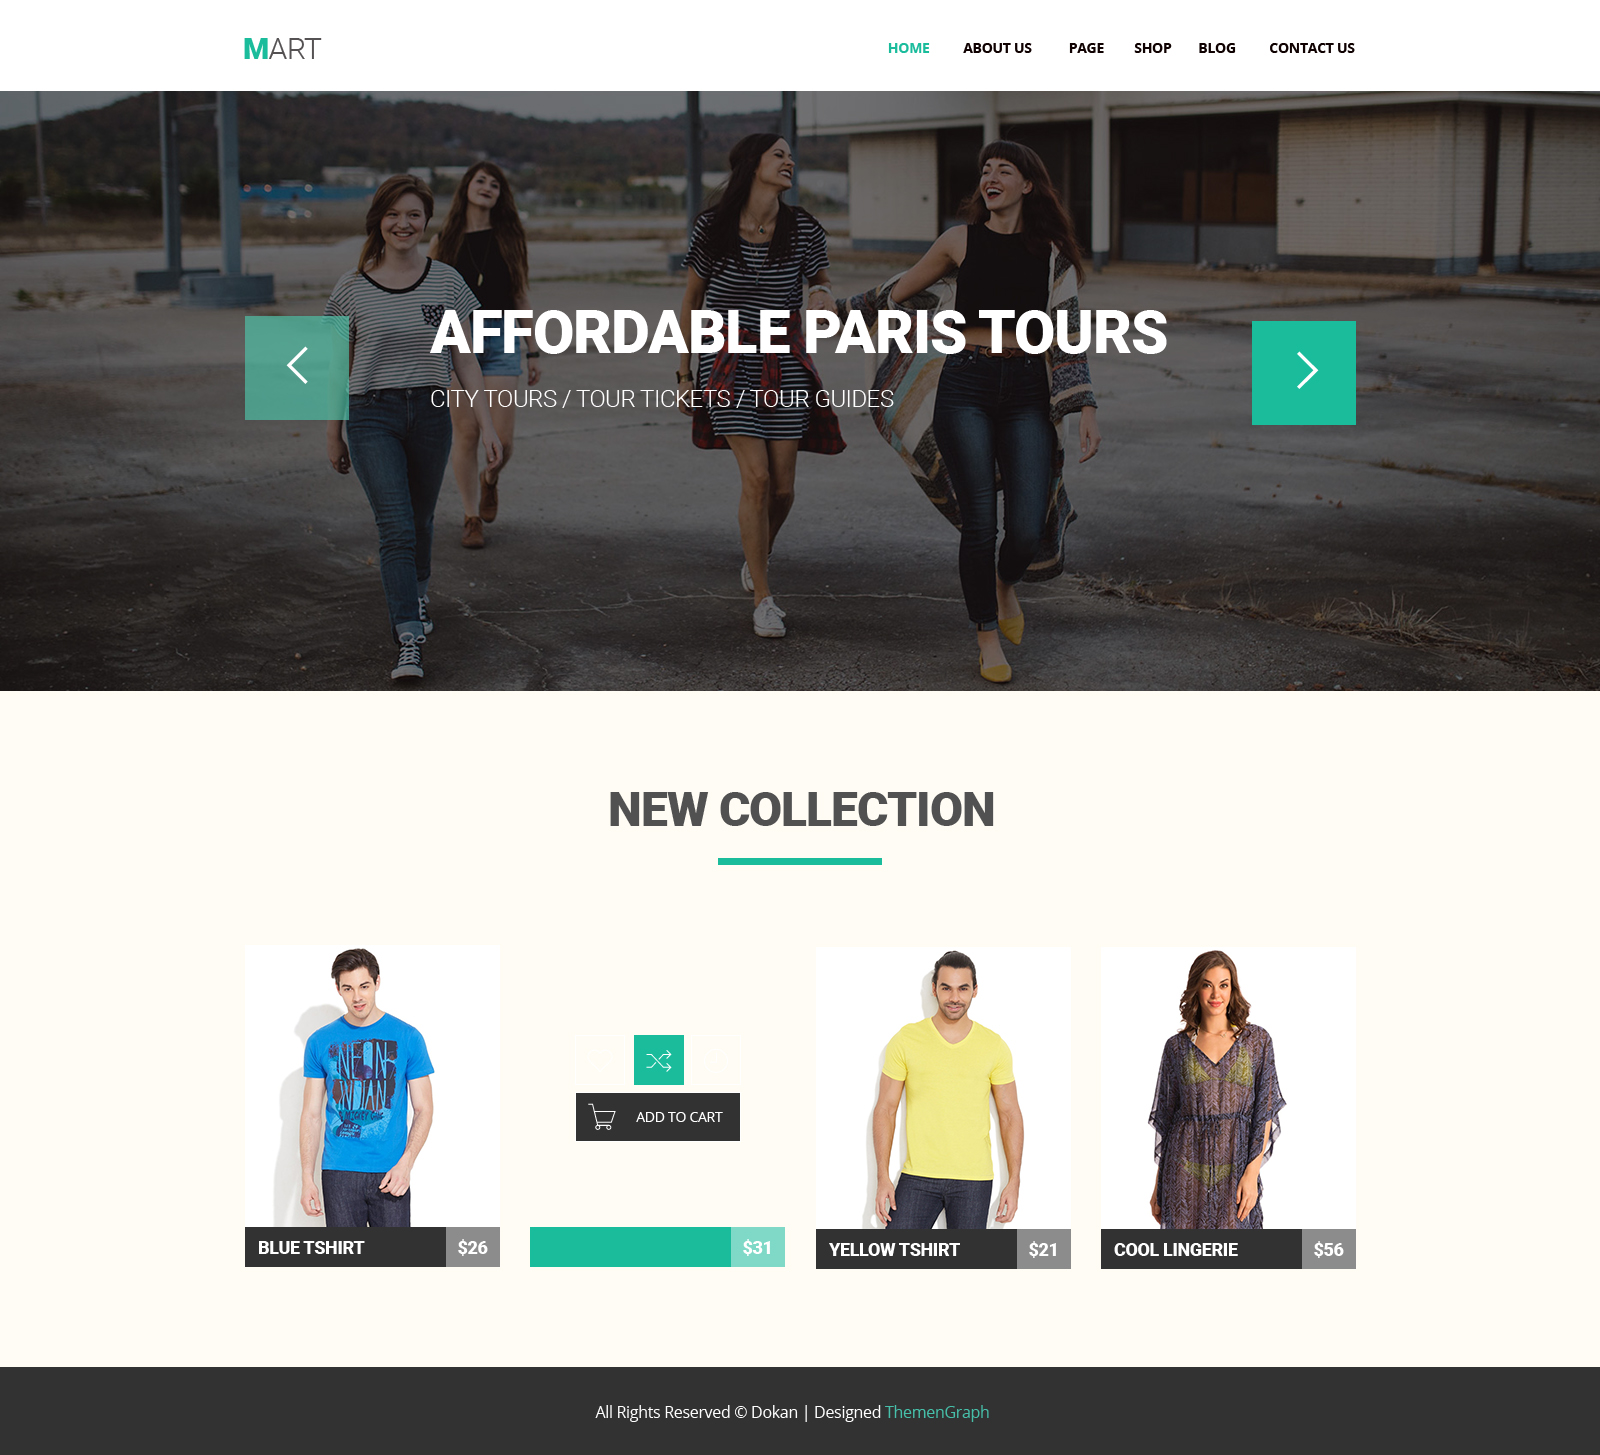 MART
HOME ABOUT US PAGE SHOP BLOG CONTACT US
AFFORDABLE PARIS TOURS
CITY TOURS / TOUR TICKETS / TOUR GUIDES
NEW COLLECTION
NEON
INDIAN
ADD TO CART
BLUE TSHIRT $26
$31
YELLOW TSHIRT $21
COOL LINGERIE $56
All Rights Reserved © Dokan | Designed ThemenGraph